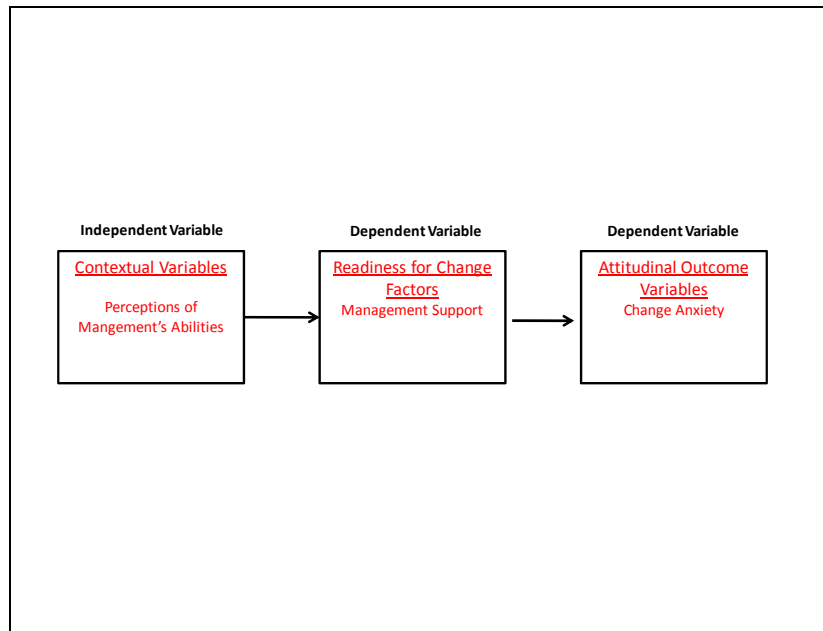 Independent Variable
Contextual Variables
Perceptions of
Mangement's Abilities
Dependent Variable
Readiness for Change
Factors
Management Support
Dependent Variable
Attitudinal Outcome
Variables
Change Anxiety